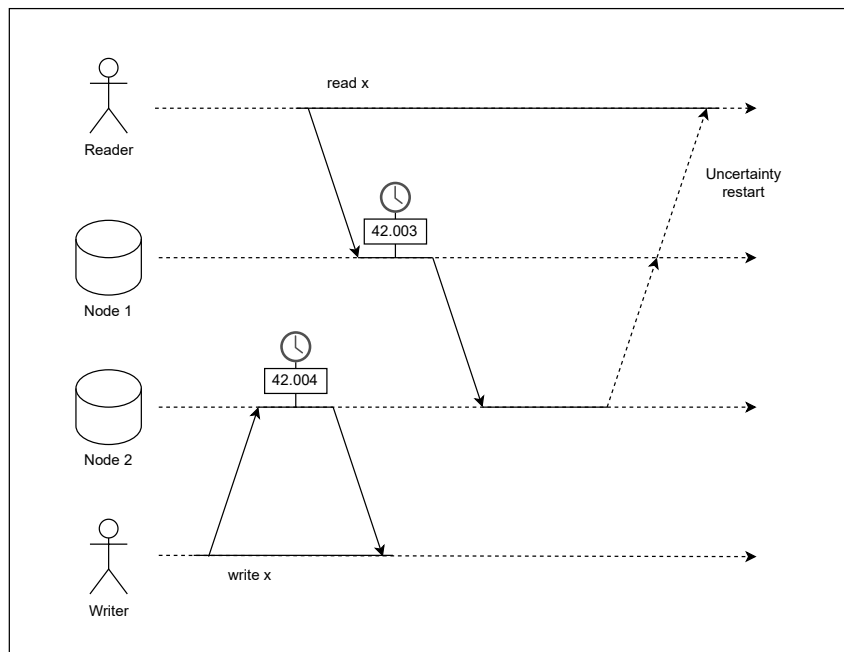 read x
Reader
Uncertainty
restart
42.003
Node 1
42.004
Node 2
write x
Writer